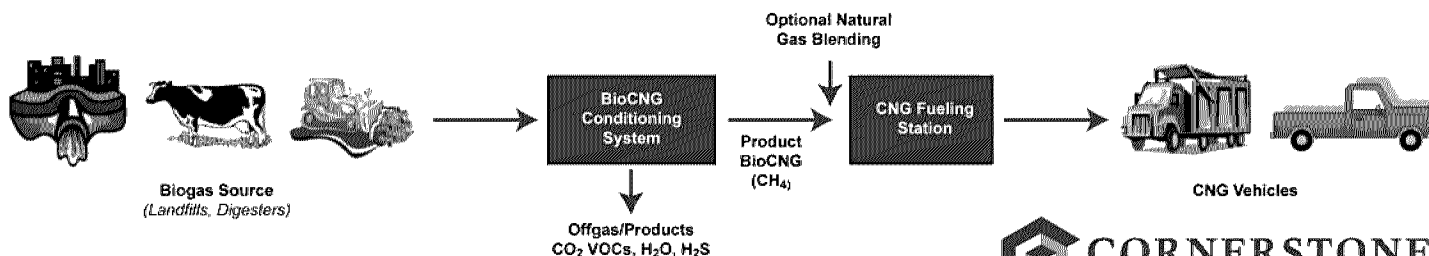 Optional Natural
Gas Blending
BioCNG
Conditioning
System
CNG Fueling
Station
Product
BioCNG
(CH₄)
Biogas Source
(Landfills, Digesters)
CNG Vehicles
Offgas/Products
CO₂ VOCs, H₂O, H₂S
CORNERSTONE